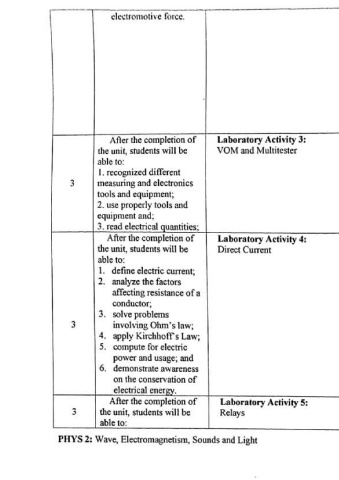 electromotive force.
After the completion of
the unit, students will be
able to:
1. recognized different
measuring and electronics
tools and equipment;
2. use properly tools and
equipment and;
3. read electrical quantities;
3
Laboratory Activity 3:
VOM and Multitester
After the completion of
the unit, students will be
able to:
1. define electric current;
2. analyze the factors
affecting resistance of a
conductor;
3. solve problems
involving Ohm's law;
4. apply Kirchhoff's Law;
5. compute for electric
power and usage; and
6. demonstrate awareness
on the conservation of
electrical energy.
3
Laboratory Activity 4:
Direct Current
After the completion of
the unit, students will be
able to:
3
Laboratory Activity 5:
Relays
PHYS 2: Wave, Electromagnetism, Sounds and Light